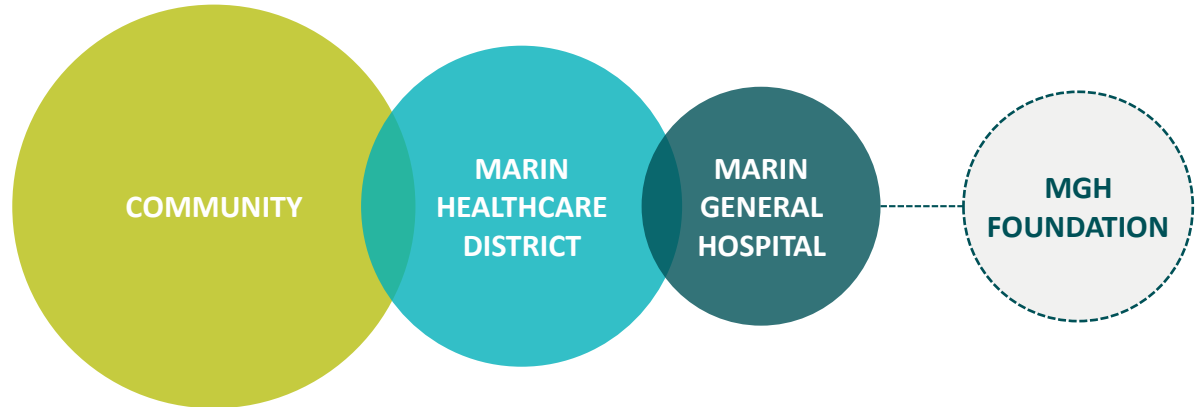 COMMUNITY
MARIN
HEALTHCARE
DISTRICT
MARIN
GENERAL
HOSPITAL
MGH
FOUNDATION